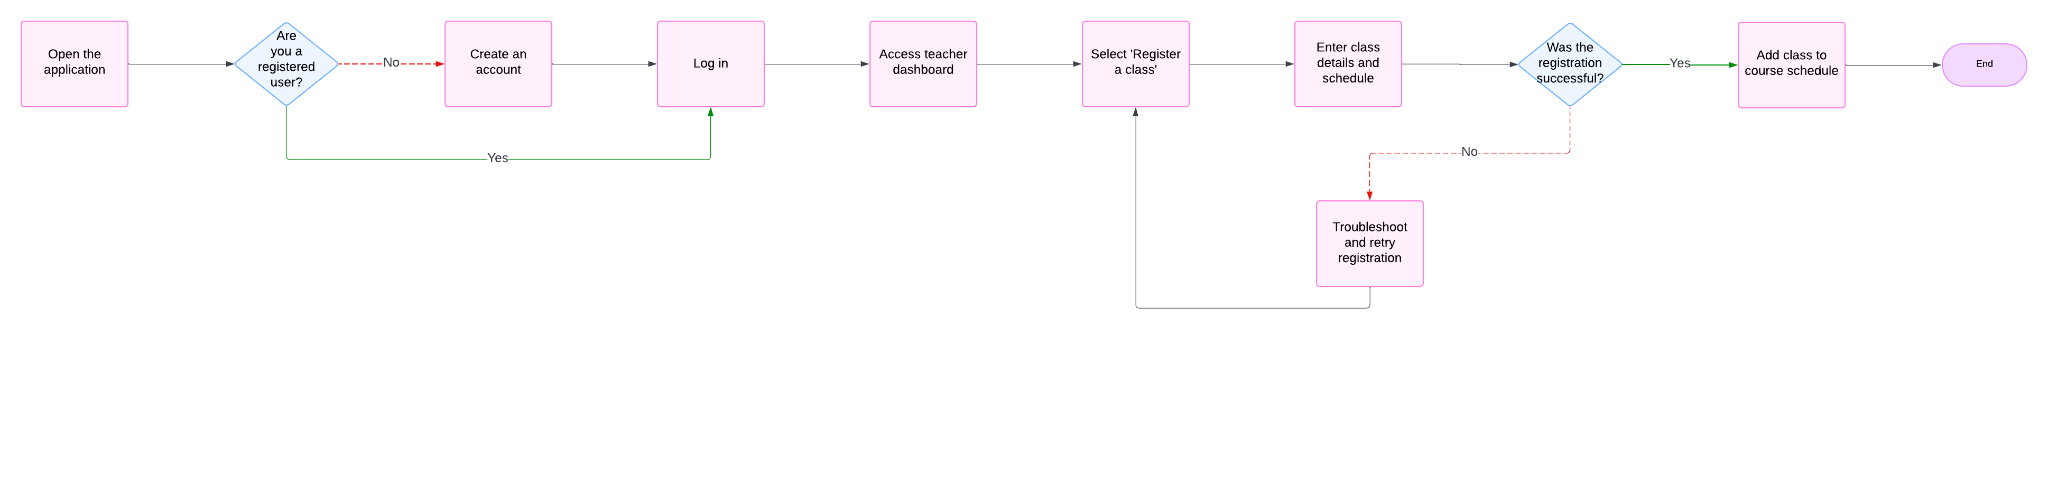 Open the
application
Are
you a
registered
user?
No
Create an
account
Yes
Log in
Access teacher
dashboard
Select 'Register
a class'
Enter class
details and
schedule
Was the
registration
successful?
No
Troubleshoot
and retry
registration
Yes
Add class to
course schedule
End